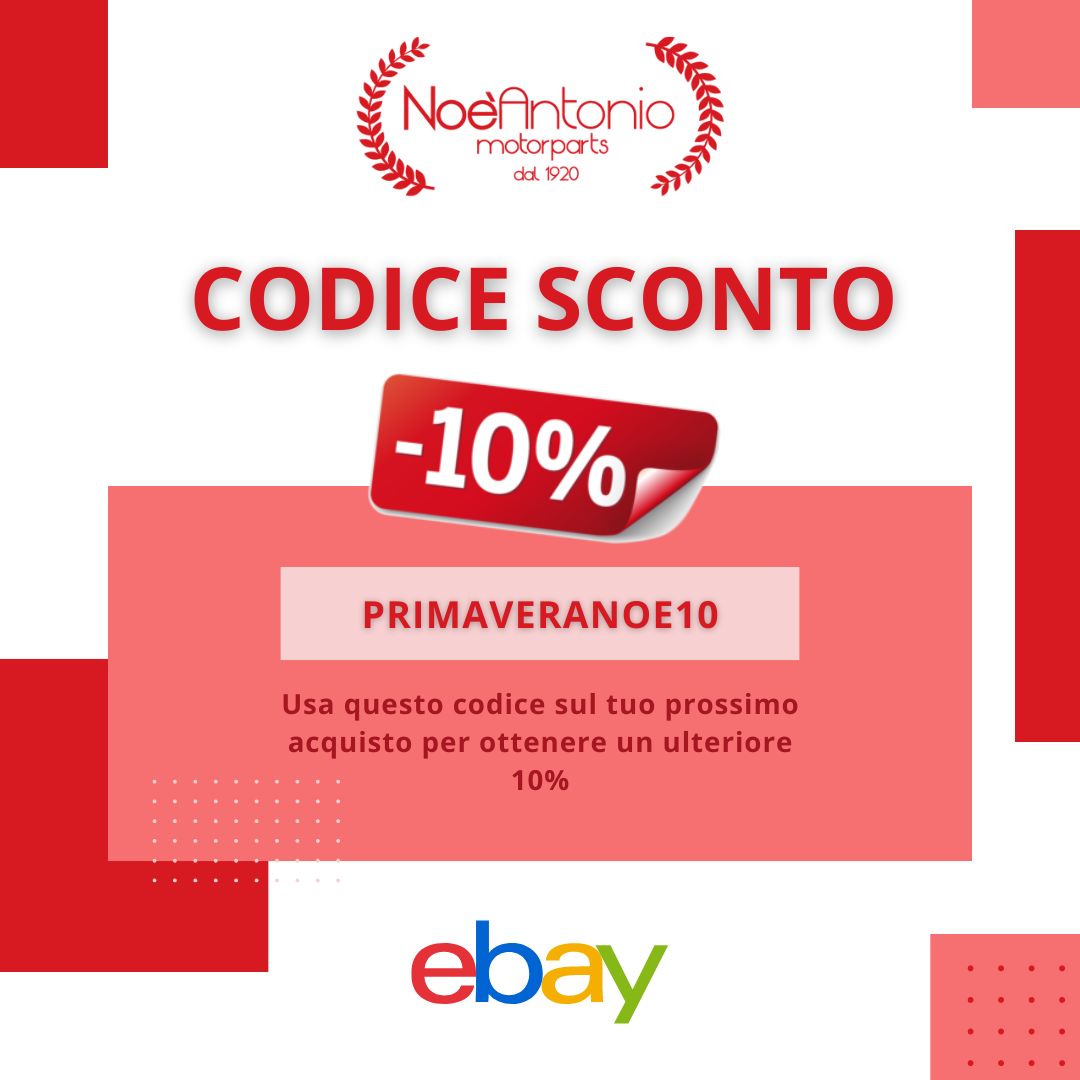 NoèAntonio
motorparts
dal 1920
CODICE SCONTO
-10%
PRIMAVERANOE10
Usa questo codice sul tuo prossimo
acquisto per ottenere un ulteriore
10%
ebay